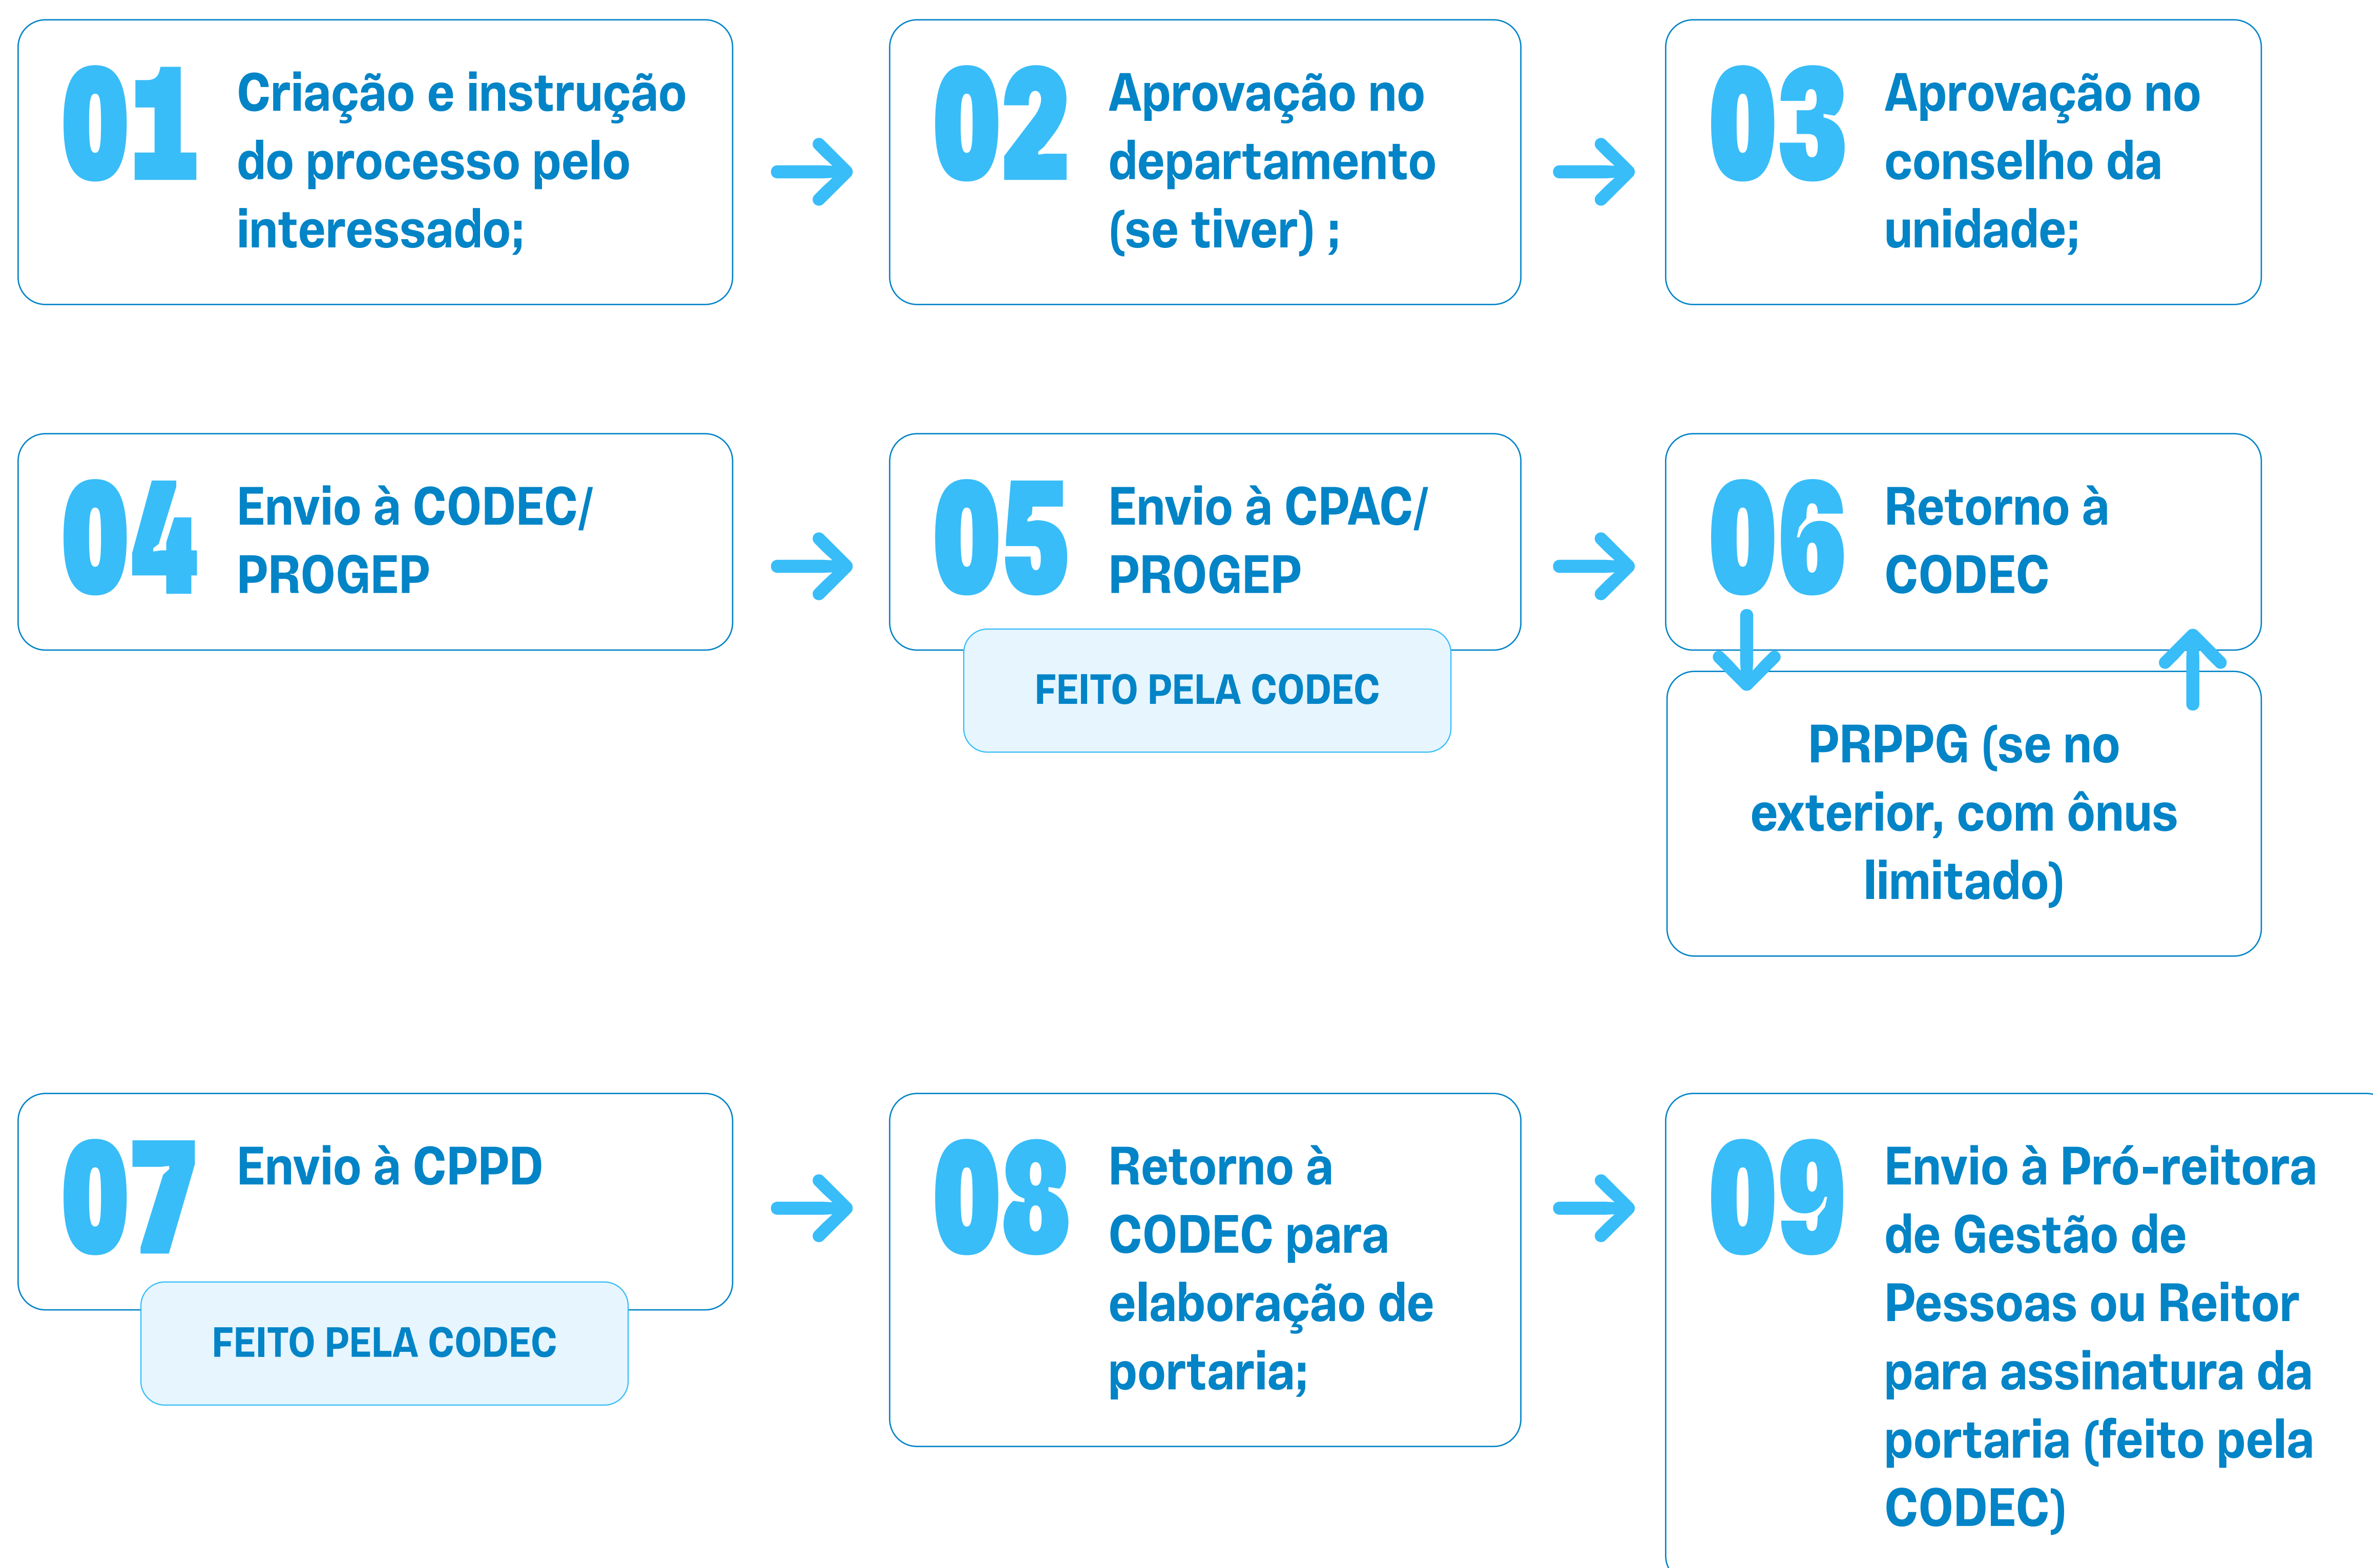 01
Criação e instrução
do processo pelo
interessado;
02
Aprovação no
departamento
(se tiver) ;
03
Aprovação no
conselho da
unidade;
04
Envio à CODEC/
PROGEP
05
Envio à CPAC/
PROGEP
FEITO PELA CODEC
06
Retorno à
CODEC
PRPPG (se no
exterior, com ônus
limitado)
07
Envio à CPPD
FEITO PELA CODEC
08
Retorno à
CODEC para
elaboração de
portaria;
09
Envio à Pró-reitora
de Gestão de
Pessoas ou Reitor
para assinatura da
portaria (feito pela
CODEC)